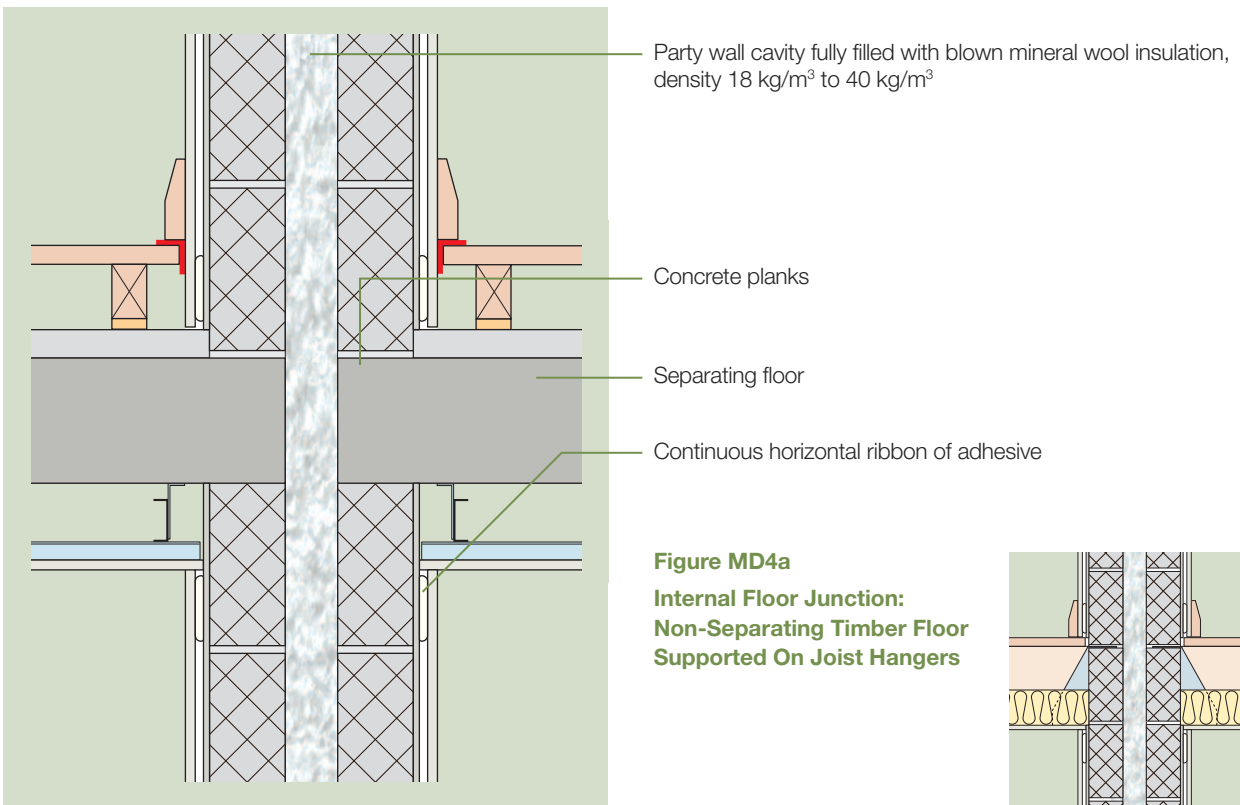 Party wall cavity fully filled with blown mineral wool insulation,
density 18 kg/m³ to 40 kg/m³
Concrete planks
Separating floor
Continuous horizontal ribbon of adhesive
Figure MD4a
Internal Floor Junction:
Non-Separating Timber Floor
Supported On Joist Hangers